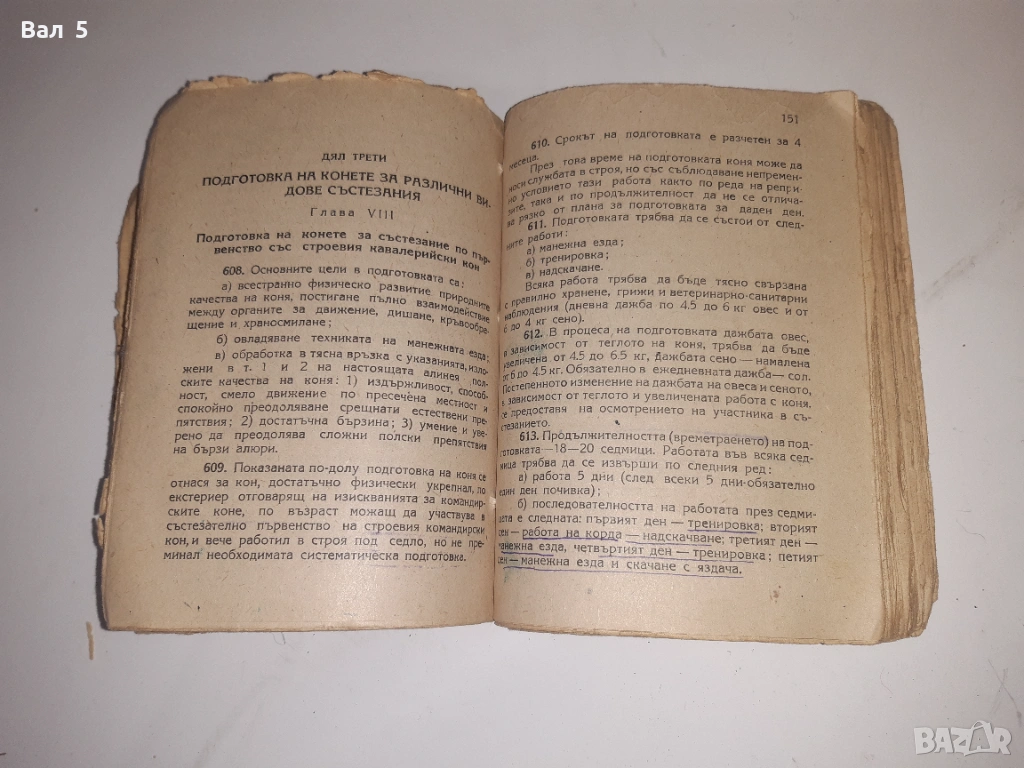 Вал 5
ДЯЛ ТРЕТИ
ПОДГОТОВКА НА КОНЕТЕ ЗА РАЗЛИЧНИ ВИ-
ДОВЕ СЪСТЕЗАНИЯ
Глава VIII
Подготовка на конете за състезание по пър-
венство със строевия кавалерийски кон
608. Основните цели в подготовката са:
а) всестранно физическо развитие природните
качества на коня, постигане пълно взаимодействие
между органите за движение, дишане, кръвообра-
щение и храносмилане;
б) овладяване техниката на манежната езда;
в) обработка в тясна връзка с указанията, изло-
жени в т. 1 и 2 на настоящата алинея пол-
ските качества на коня: 1) издържливост, способ-
ност, смело движение по пресечёна местност и
спокойно преодоляване срещнати естествени пре-
пятствия; 2) достатъчна бързина; 3) умение и уве-
рено да преодолява сложни полски препятствия
на бързи алюри.
609. Показаната по-долу подготовка на коня се
отнася за кон, достатъчно физически укрепнал, по
екстериер отговарящ на изискванията за командир-
ските коне, по възраст можащ да участвува в
състезателно първенство на строевия командирски
кон, и вече работил в строя под седло, но не пре-
минал необходимата систематическа подготовка.
151
610. Срокът на подготовката е разчетен за 4
месеца.
През това време на подготовката коня може да
носи службата в строя, но със съблюдаване непремен-
но условието тази работа както по реда на репри-
зите, така и по продължителност да не се отлича-
ва рязко от плана за подготовката за даден ден.
611. Подготовката трябва да се състои от след-
ните работи:
а) манежна езда;
б) тренировка;
в) надскачане.
Всяка работа трябва да бъде тясно свързана
с правилно хранене, грижи и ветеринарно-санитарни
наблюдения (дневна дажба по 4.5 до 6 кг овес и от
6 до 4 кг сено).
612. В процеса на подготовката дажбата овес,
в зависимост от теглото на коня, трябва да бъде
увеличена от 4.5 до 6.5 кг. Дажбата сено — намалена
от 6 до 4.5 кг. Обязателно в ежедневната дажба — сол.
Постепенното изменение на дажбата на овеса и сеното,
в зависимост от теглото и увеличената работа с коня.
се предоставя на осмотрението на участника в съ-
стезанието.
613. Продължителността (времетраенето) на под-
готовката—18—20 седмици. Работата във всяка сед-
мица трябва да се извърши по следния ред:
а) работа 5 дни (след всеки 5 дни-обязателно
един ден почивка);
б) последователността на работата през седми-
цата е следната: първият ден — тренировка; вторият
ден — работа на корда — надскачване; третият ден —
манежна езда, четвъртият ден — тренировка; петият
ден — манежна езда и скачане с яздача.
BAZAR